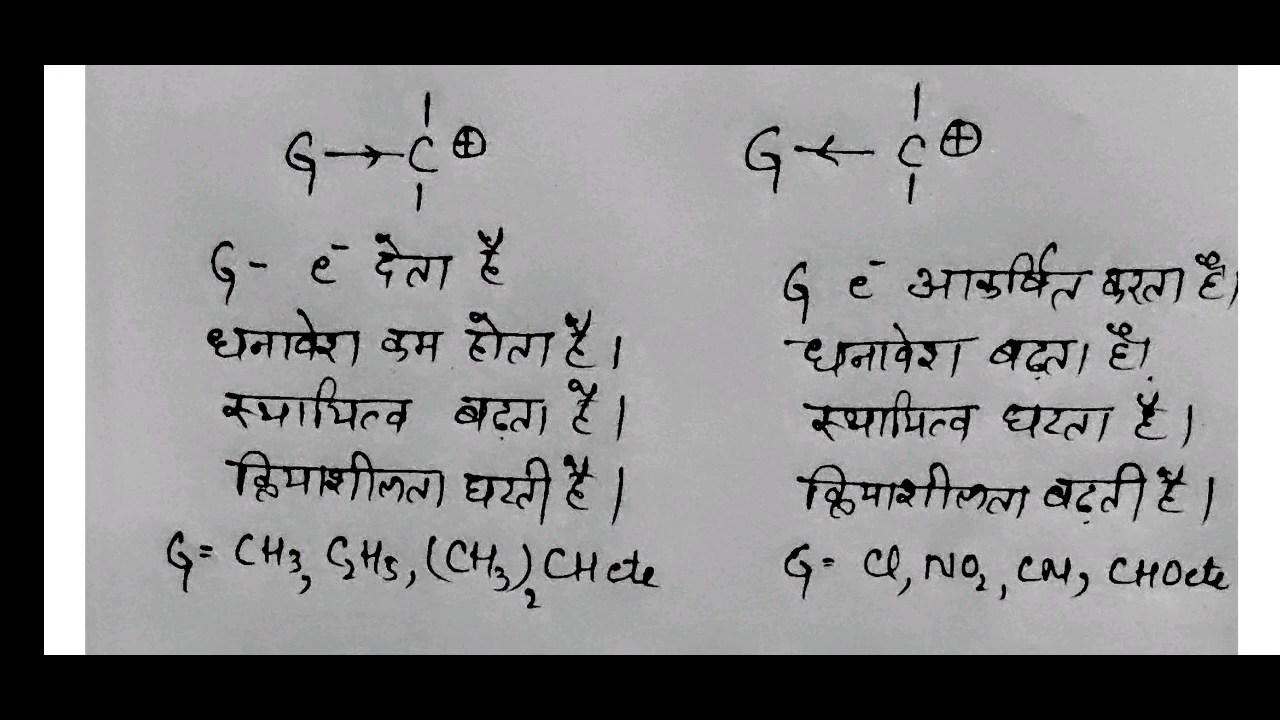 G→C⊕
G - e⁻ देता है
धनावेश कम होता है।
स्थायित्व बढ़ता है।
क्रियाशीलता घटती है।
G = CH₃, C₂H₅, (CH₃)₂CH etc
G←C⊕
G e⁻ आकर्षित करता है।
धनावेश बढ़ता है।
स्थायित्व घटता है।
क्रियाशीलता बढ़ती है।
G = Cl, NO₂, CN, CHO etc